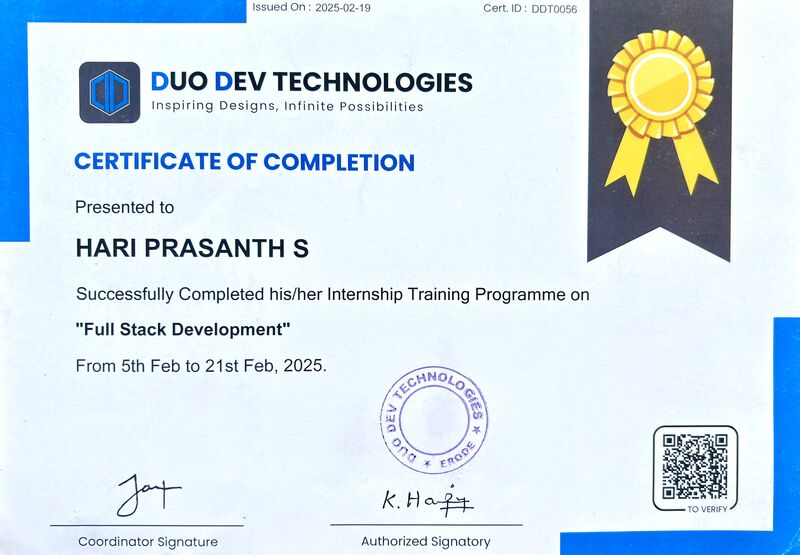 Issued On : 2025-02-19
Cert. ID : DDT0056
DUO DEV TECHNOLOGIES
Inspiring Designs, Infinite Possibilities
CERTIFICATE OF COMPLETION
Presented to
HARI PRASANTH S
Successfully Completed his/her Internship Training Programme on
"Full Stack Development"
From 5th Feb to 21st Feb, 2025.
DUO DEV TECHNOLOGIES
★ ERODE ★
TO VERIFY
Coordinator Signature
Authorized Signatory